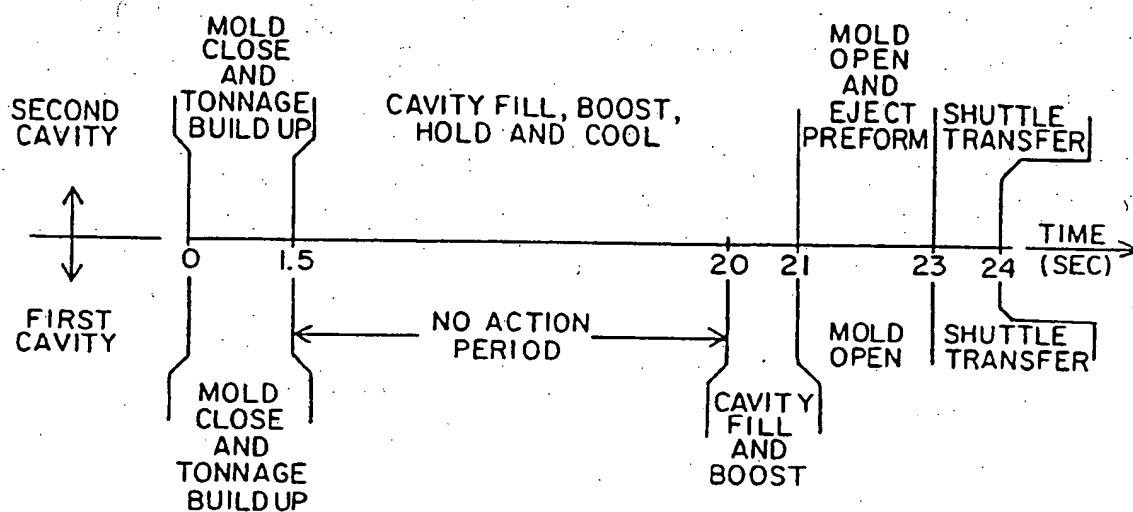 MOLD
CLOSE
AND
TONNAGE
BUILD UP
SECOND
CAVITY
CAVITY FILL, BOOST,
HOLD AND COOL
MOLD
OPEN
AND
EJECT
PREFORM
SHUTTLE
TRANSFER
0
1.5
20
21
23
24
TIME
(SEC)
FIRST
CAVITY
MOLD
CLOSE
AND
TONNAGE
BUILD UP
NO ACTION
PERIOD
CAVITY
FILL
AND
BOOST
MOLD
OPEN
SHUTTLE
TRANSFER